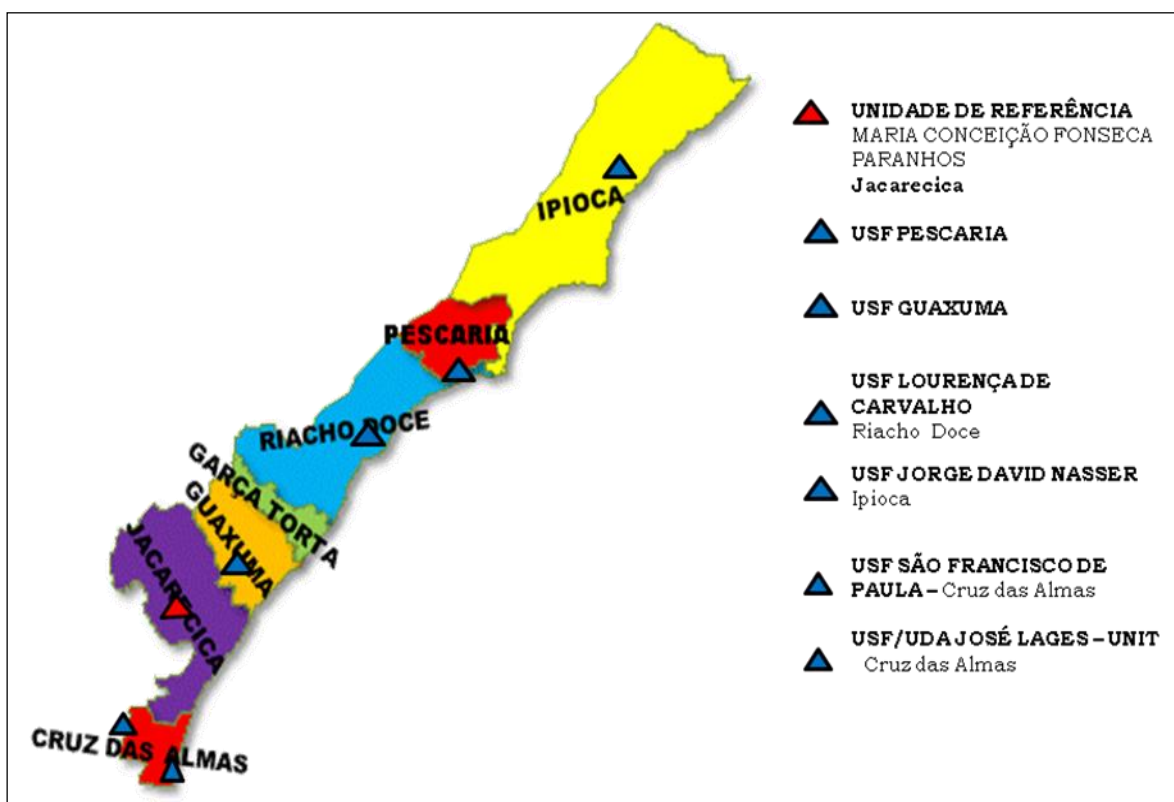 IPIOCA
PESCARIA
RIACHO DOCE
GARÇA TORTA
GUAXUMA
JACARECICA
CRUZ DAS ALMAS
UNIDADE DE REFERÊNCIA
MARIA CONCEIÇÃO FONSECA
PARANHOS
Jacarecica
USF PESCARIA
USF GUAXUMA
USF LOURENÇA DE
CARVALHO
Riacho Doce
USF JORGE DAVID NASSER
Ipioca
USF SÃO FRANCISCO DE
PAULA – Cruz das Almas
USF/UDA JOSÉ LAGES – UNIT
Cruz das Almas